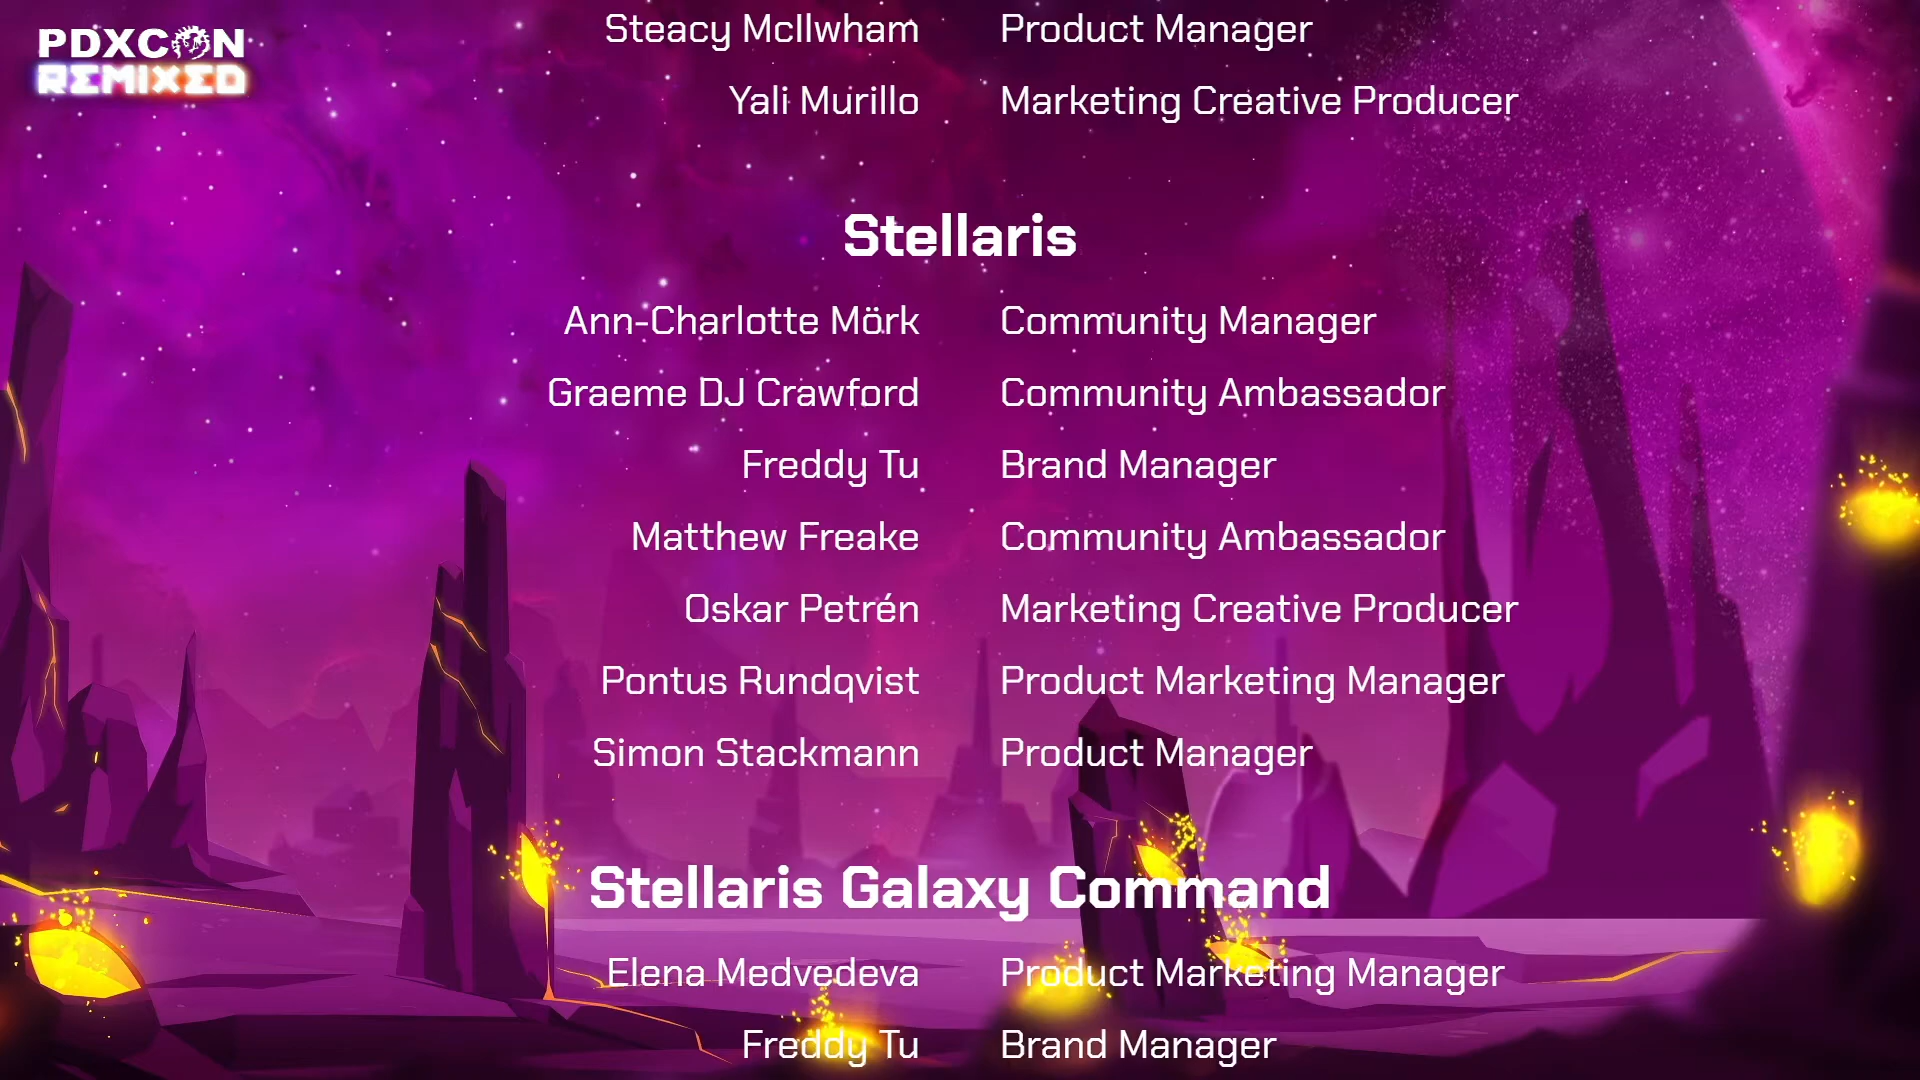 PDXCON
REMIXED
Steacy McIlwham Product Manager
Yali Murillo Marketing Creative Producer
Stellaris
Ann-Charlotte Mörk Community Manager
Graeme DJ Crawford Community Ambassador
Freddy Tu Brand Manager
Matthew Freake Community Ambassador
Oskar Petrén Marketing Creative Producer
Pontus Rundqvist Product Marketing Manager
Simon Stackmann Product Manager
Stellaris Galaxy Command
Elena Medvedeva Product Marketing Manager
Freddy Tu Brand Manager